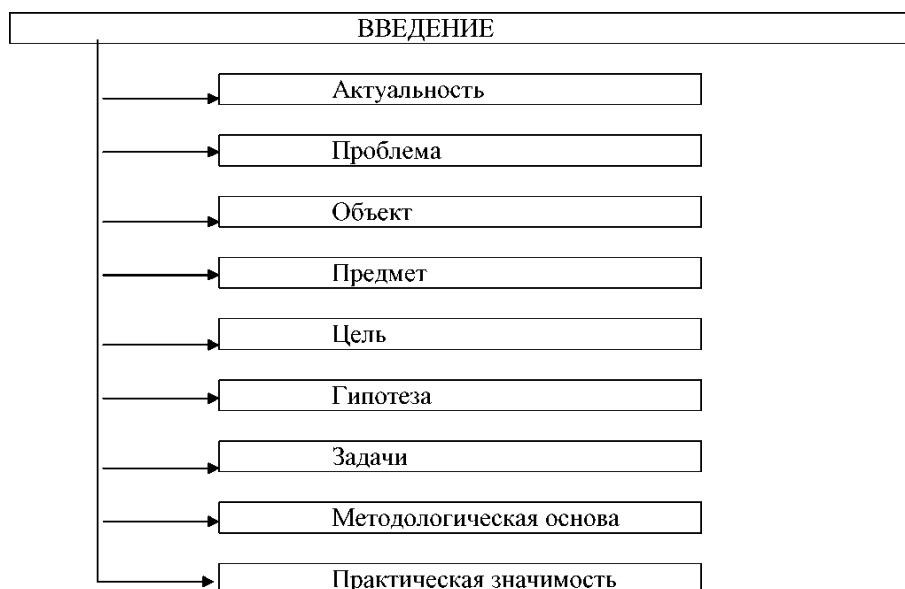 ВВЕДЕНИЕ
Актуальность
Проблема
Объект
Предмет
Цель
Гипотеза
Задачи
Методологическая основа
Практическая значимость